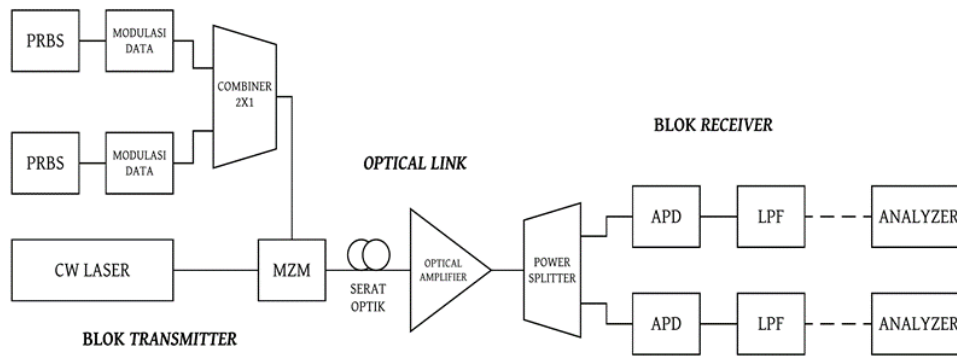 PRBS
MODULASI
DATA
COMBINER
2X1
PRBS
MODULASI
DATA
BLOK RECEIVER
OPTICAL LINK
APD
LPF
ANALYZER
CW LASER
MZM
SERAT
OPTIK
OPTICAL
AMPLIFIER
POWER
SPLITTER
APD
LPF
ANALYZER
BLOK TRANSMITTER